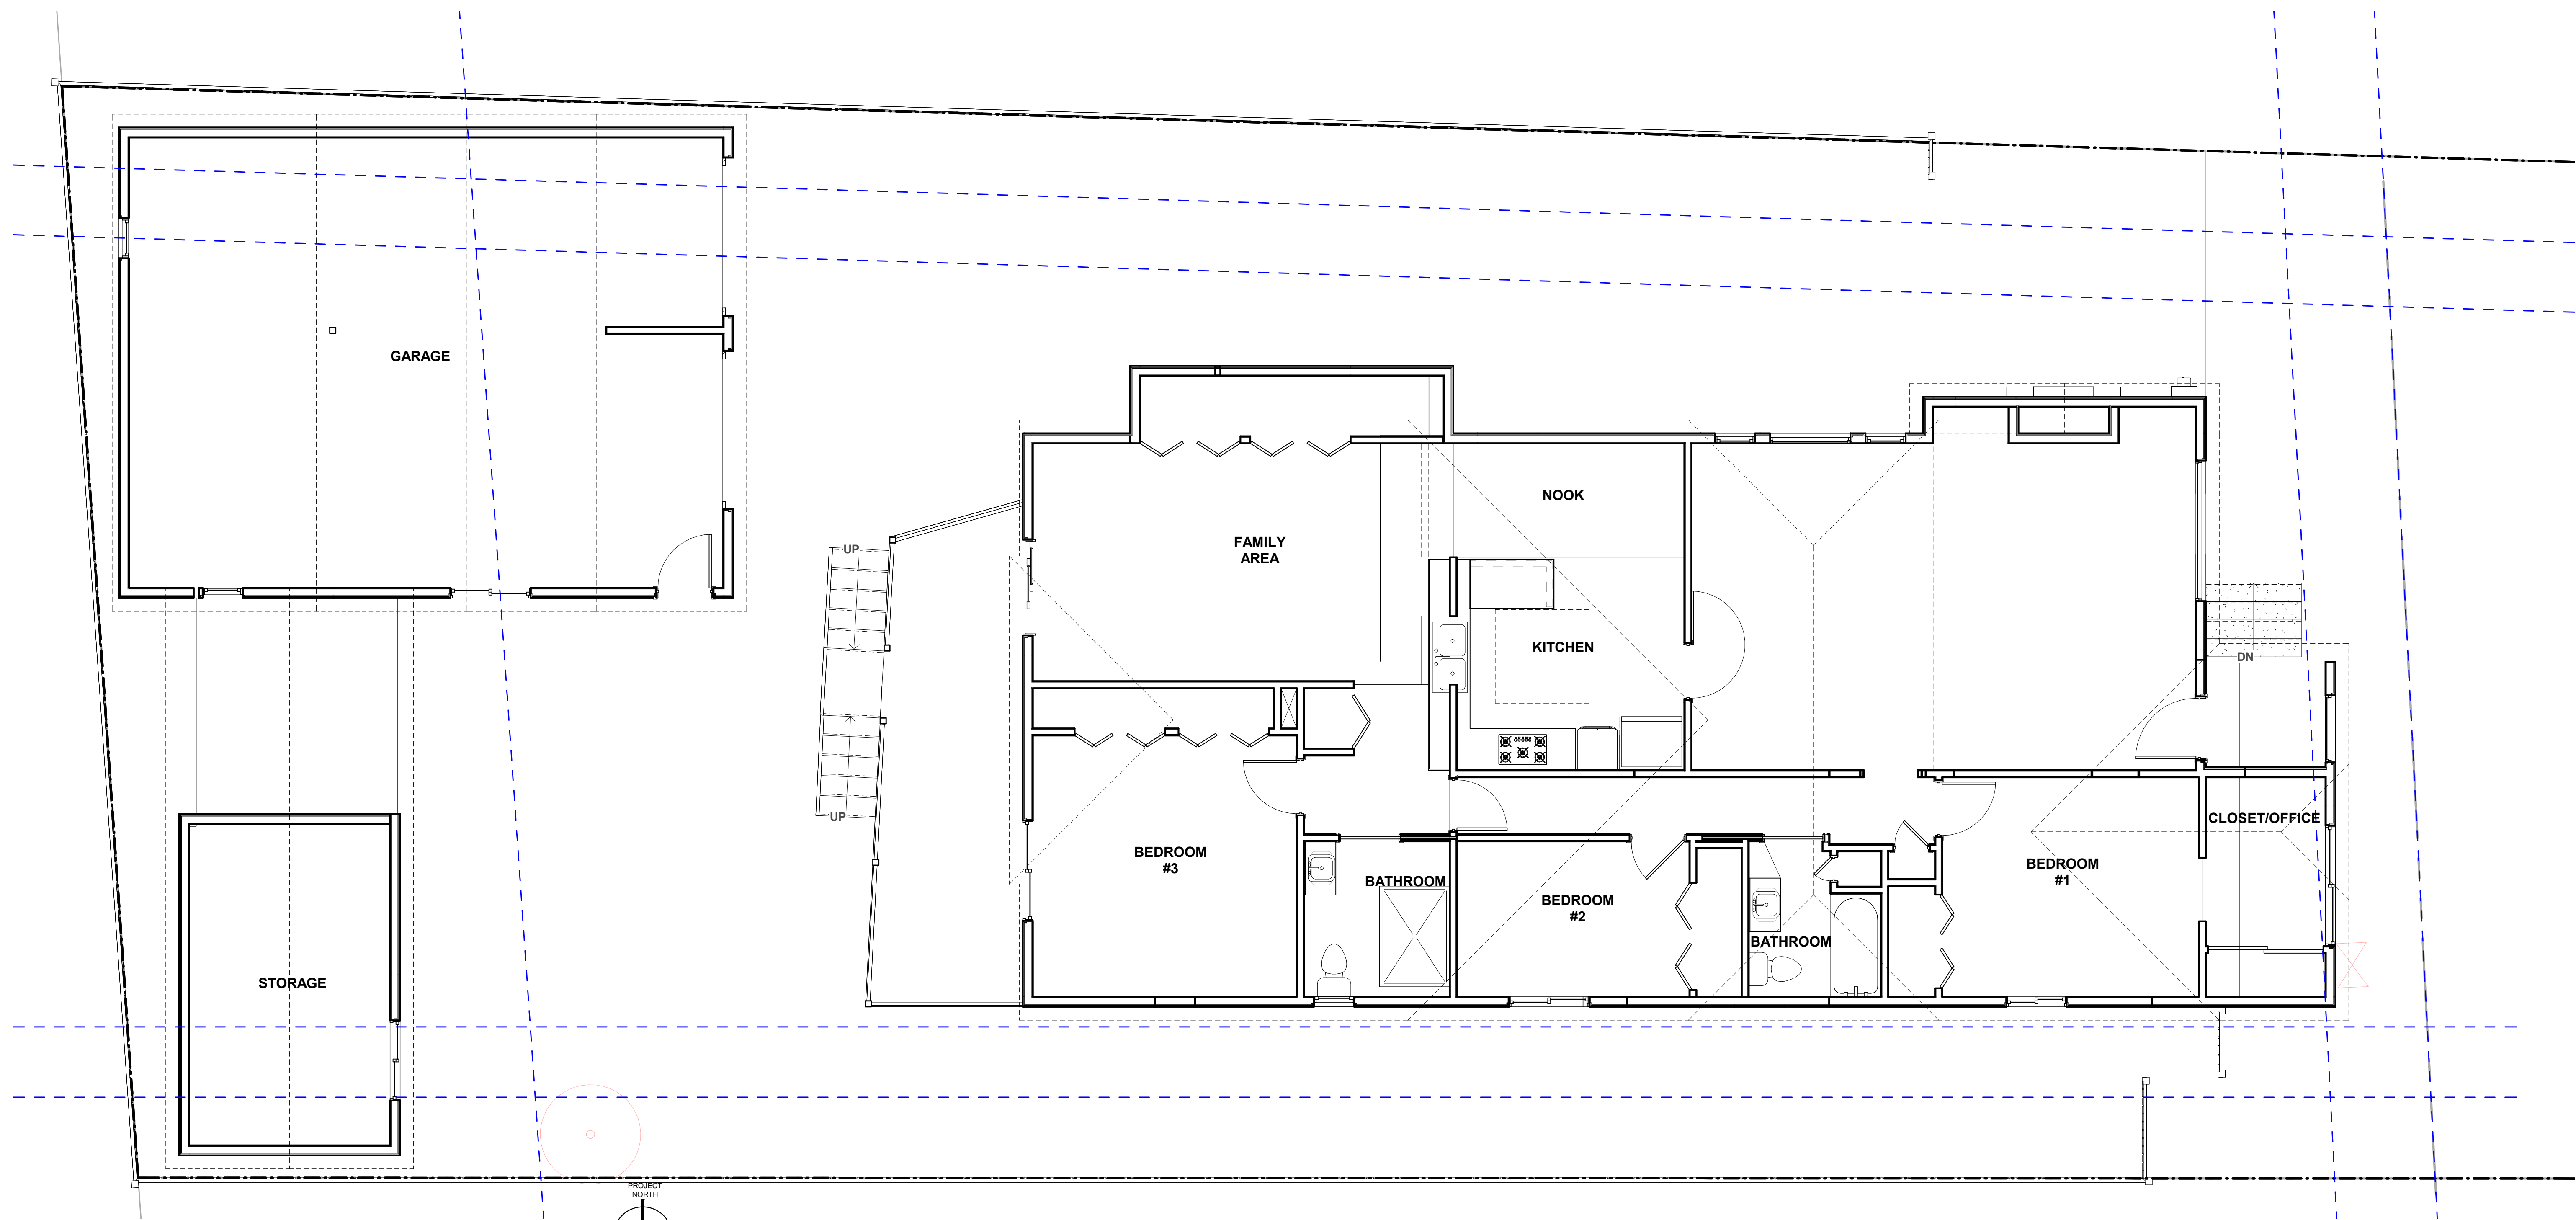 GARAGE
NOOK
UP
FAMILY
AREA
KITCHEN
DN
UP
CLOSET/OFFICE
BEDROOM
#3
BATHROOM
BEDROOM
#1
BEDROOM
#2
BATHROOM
STORAGE
PROJECT
NORTH